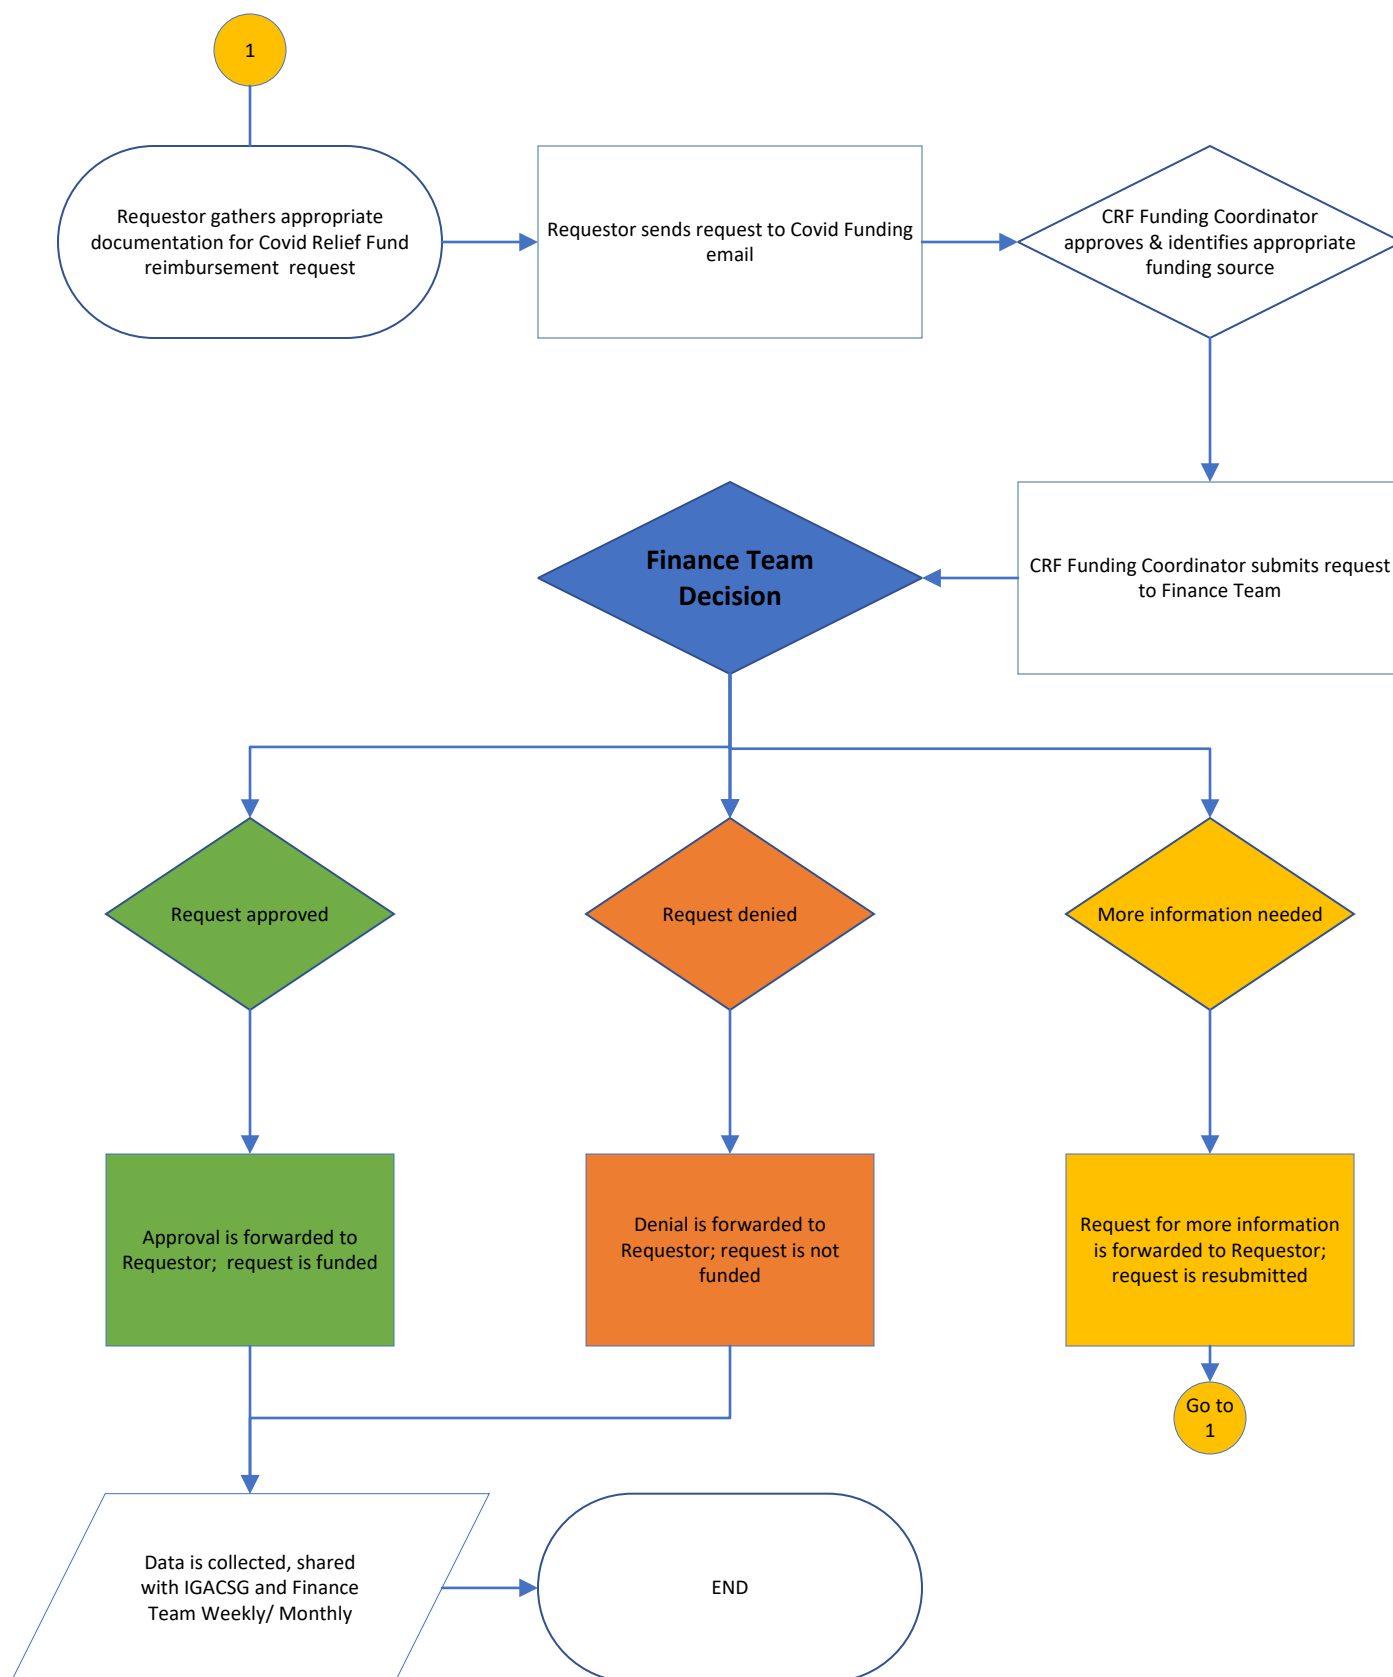 1
Requestor gathers appropriate
documentation for Covid Relief Fund
reimbursement request
Requestor sends request to Covid Funding
email
CRF Funding Coordinator
approves & identifies appropriate
funding source
Finance Team
Decision
CRF Funding Coordinator submits request
to Finance Team
Request approved
Request denied
More information needed
Approval is forwarded to
Requestor; request is funded
Denial is forwarded to
Requestor; request is not
funded
Request for more information
is forwarded to Requestor;
request is resubmitted
Go to
1
Data is collected, shared
with IGACSG and Finance
Team Weekly/ Monthly
END